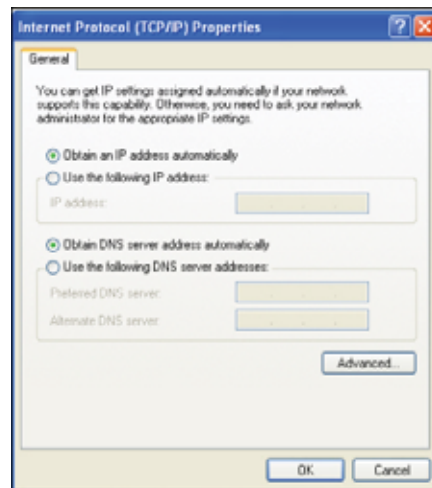 Internet Protocol (TCP/IP) Properties
General
You can get IP settings assigned automatically if your network
supports this capability. Otherwise, you need to ask your network
administrator for the appropriate IP settings.
Obtain an IP address automatically
Use the following IP address:
IP address:
Obtain DNS server address automatically
Use the following DNS server addresses:
Preferred DNS server:
Alternate DNS server:
Advanced...
OK
Cancel